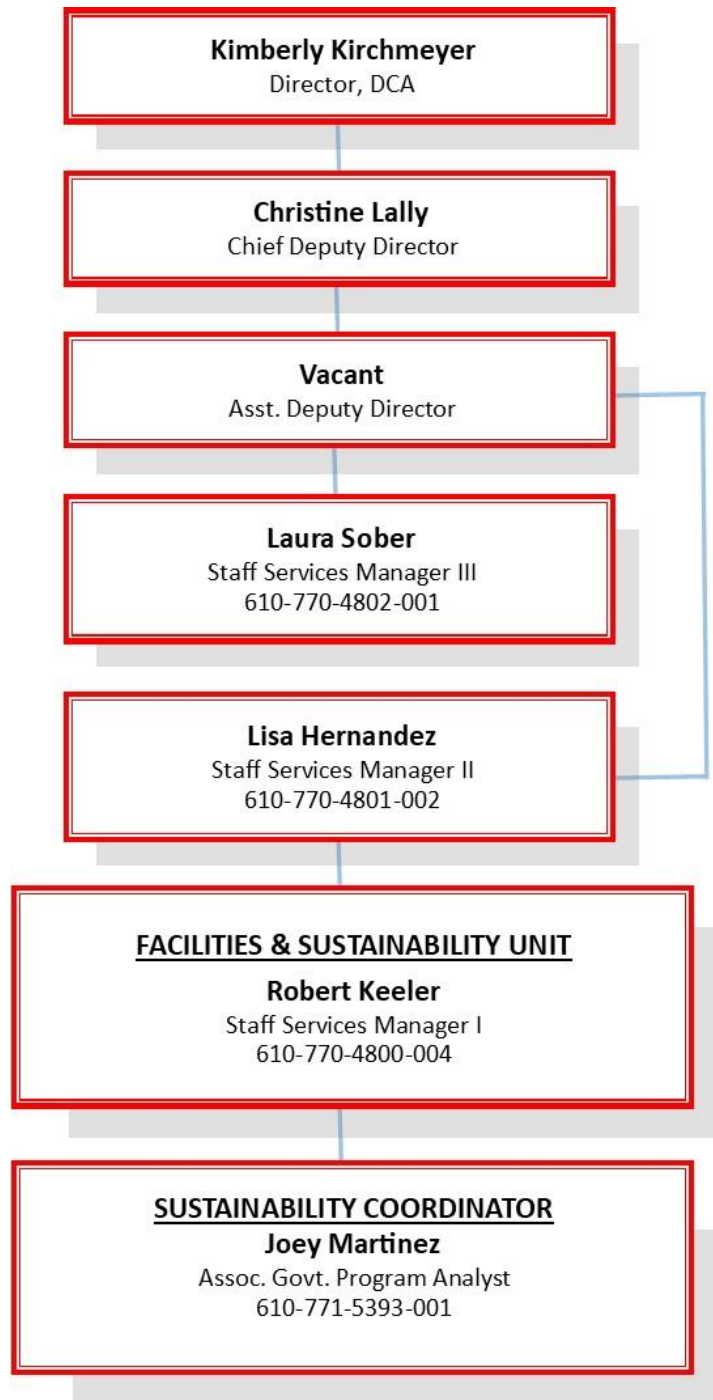 Kimberly Kirchmeyer
Director, DCA
Christine Lally
Chief Deputy Director
Vacant
Asst. Deputy Director
Laura Sober
Staff Services Manager III
610-770-4802-001
Lisa Hernandez
Staff Services Manager II
610-770-4801-002
FACILITIES & SUSTAINABILITY UNIT
Robert Keeler
Staff Services Manager I
610-770-4800-004
SUSTAINABILITY COORDINATOR
Joey Martinez
Assoc. Govt. Program Analyst
610-771-5393-001